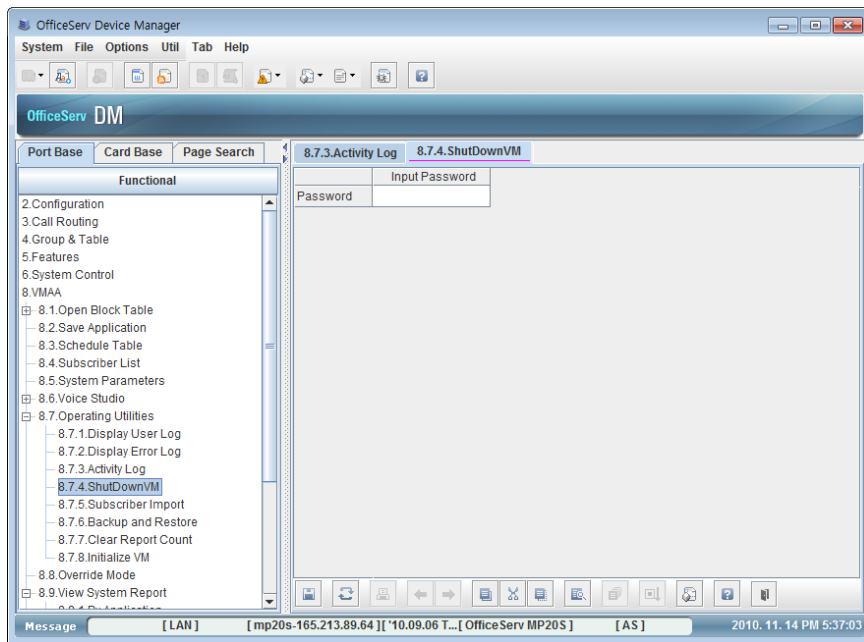 OfficeServ Device Manager
System File Options Util Tab Help
OfficeServ DM
Port Base Card Base Page Search
Functional
2.Configuration
3.Call Routing
4.Group & Table
5.Features
6.System Control
8.VMAA
8.1.Open Block Table
8.2.Save Application
8.3.Schedule Table
8.4.Subscriber List
8.5.System Parameters
8.6.Voice Studio
8.7.Operating Utilities
8.7.1.Display User Log
8.7.2.Display Error Log
8.7.3.Activity Log
8.7.4.ShutDownVM
8.7.5.Subscriber Import
8.7.6.Backup and Restore
8.7.7.Clear Report Count
8.7.8.Initialize VM
8.8.Override Mode
8.9.View System Report
8.7.3.Activity Log 8.7.4.ShutDownVM
Input Password
Password
Message [LAN] [mp20s-165.213.89.64]['10.09.06 T...[OfficeServ MP20S] [AS] 2010. 11. 14 PM 5:37:03